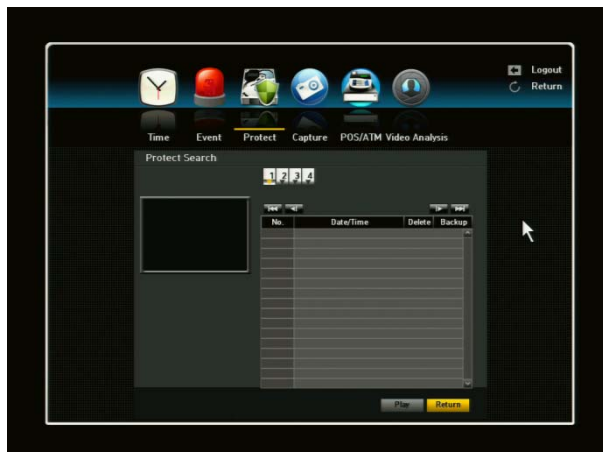 Logout
Return
Time Event Protect Capture POS/ATM Video Analysis
Protect Search
1 2 3 4
No. Date/Time Delete Backup
Play Return